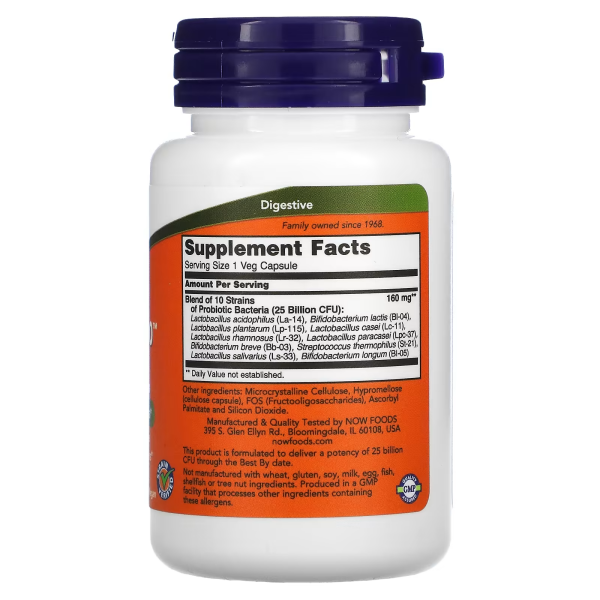 Digestive
Family owned since 1968.
Supplement Facts
Serving Size 1 Veg Capsule
Amount Per Serving
Blend of 10 Strains 160 mg**
of Probiotic Bacteria (25 Billion CFU):
Lactobacillus acidophilus (La-14), Bifidobacterium lactis (Bl-04),
Lactobacillus plantarum (Lp-115), Lactobacillus casei (Lc-11),
Lactobacillus rhamnosus (Lr-32), Lactobacillus paracasei (Lpc-37),
Bifidobacterium breve (Bb-03), Streptococcus thermophilus (St-21),
Lactobacillus salivarius (Ls-33), Bifidobacterium longum (Bl-05)
** Daily Value not established.
Other ingredients: Microcrystalline Cellulose, Hypromellose
(cellulose capsule), FOS (Fructooligosaccharides), Ascorbyl
Palmitate and Silicon Dioxide.
Manufactured & Quality Tested by NOW FOODS
395 S. Glen Ellyn Rd., Bloomingdale, IL 60108, USA
nowfoods.com
This product is formulated to deliver a potency of 25 billion
CFU through the Best By date.
Not manufactured with wheat, gluten, soy, milk, egg, fish,
shellfish or tree nut ingredients. Produced in a GMP
facility that processes other ingredients containing
these allergens.
GMP